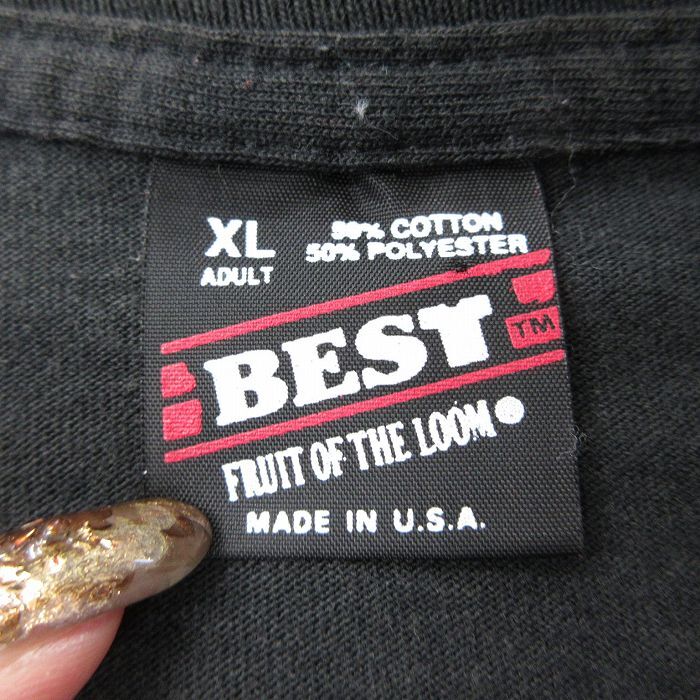 XL
ADULT
50% COTTON
50% POLYESTER
BEST
TM
FRUIT OF THE LOOM
MADE IN U.S.A.